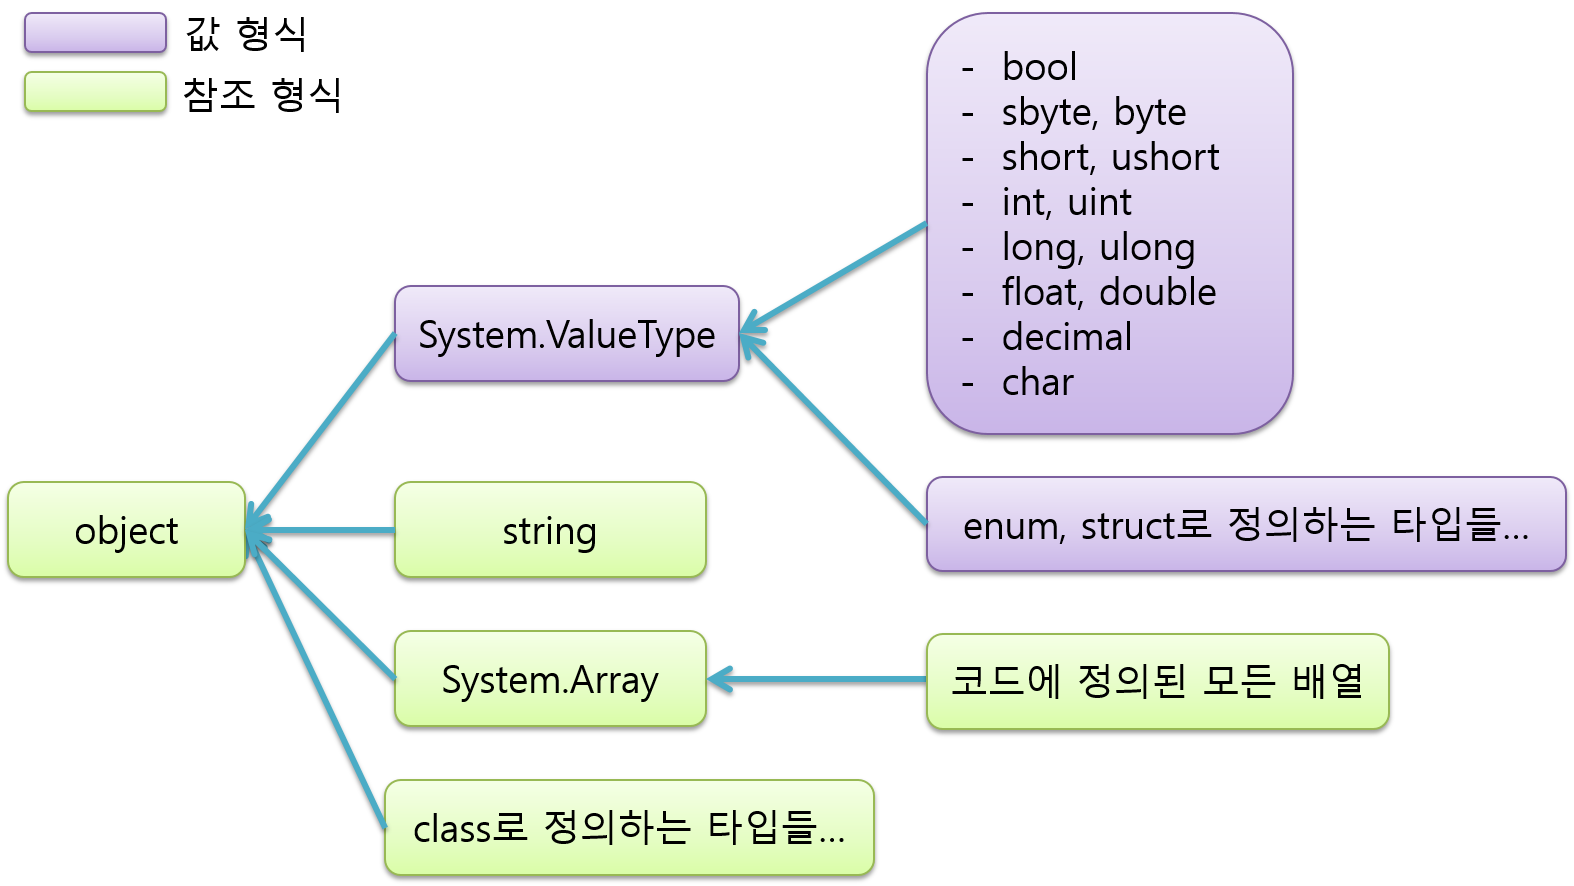 값 형식
참조 형식
- bool
- sbyte, byte
- short, ushort
- int, uint
- long, ulong
- float, double
- decimal
- char
System.ValueType
object
string
enum, struct로 정의하는 타입들...
System.Array
코드에 정의된 모든 배열
class로 정의하는 타입들...